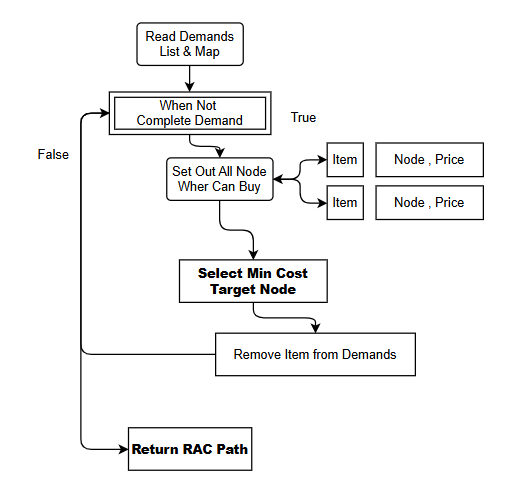 Read Demands
List & Map
When Not
Complete Demand
True
False
Set Out All Node
Wher Can Buy
Item
Node , Price
Item
Node , Price
Select Min Cost
Target Node
Remove Item from Demands
Return RAC Path